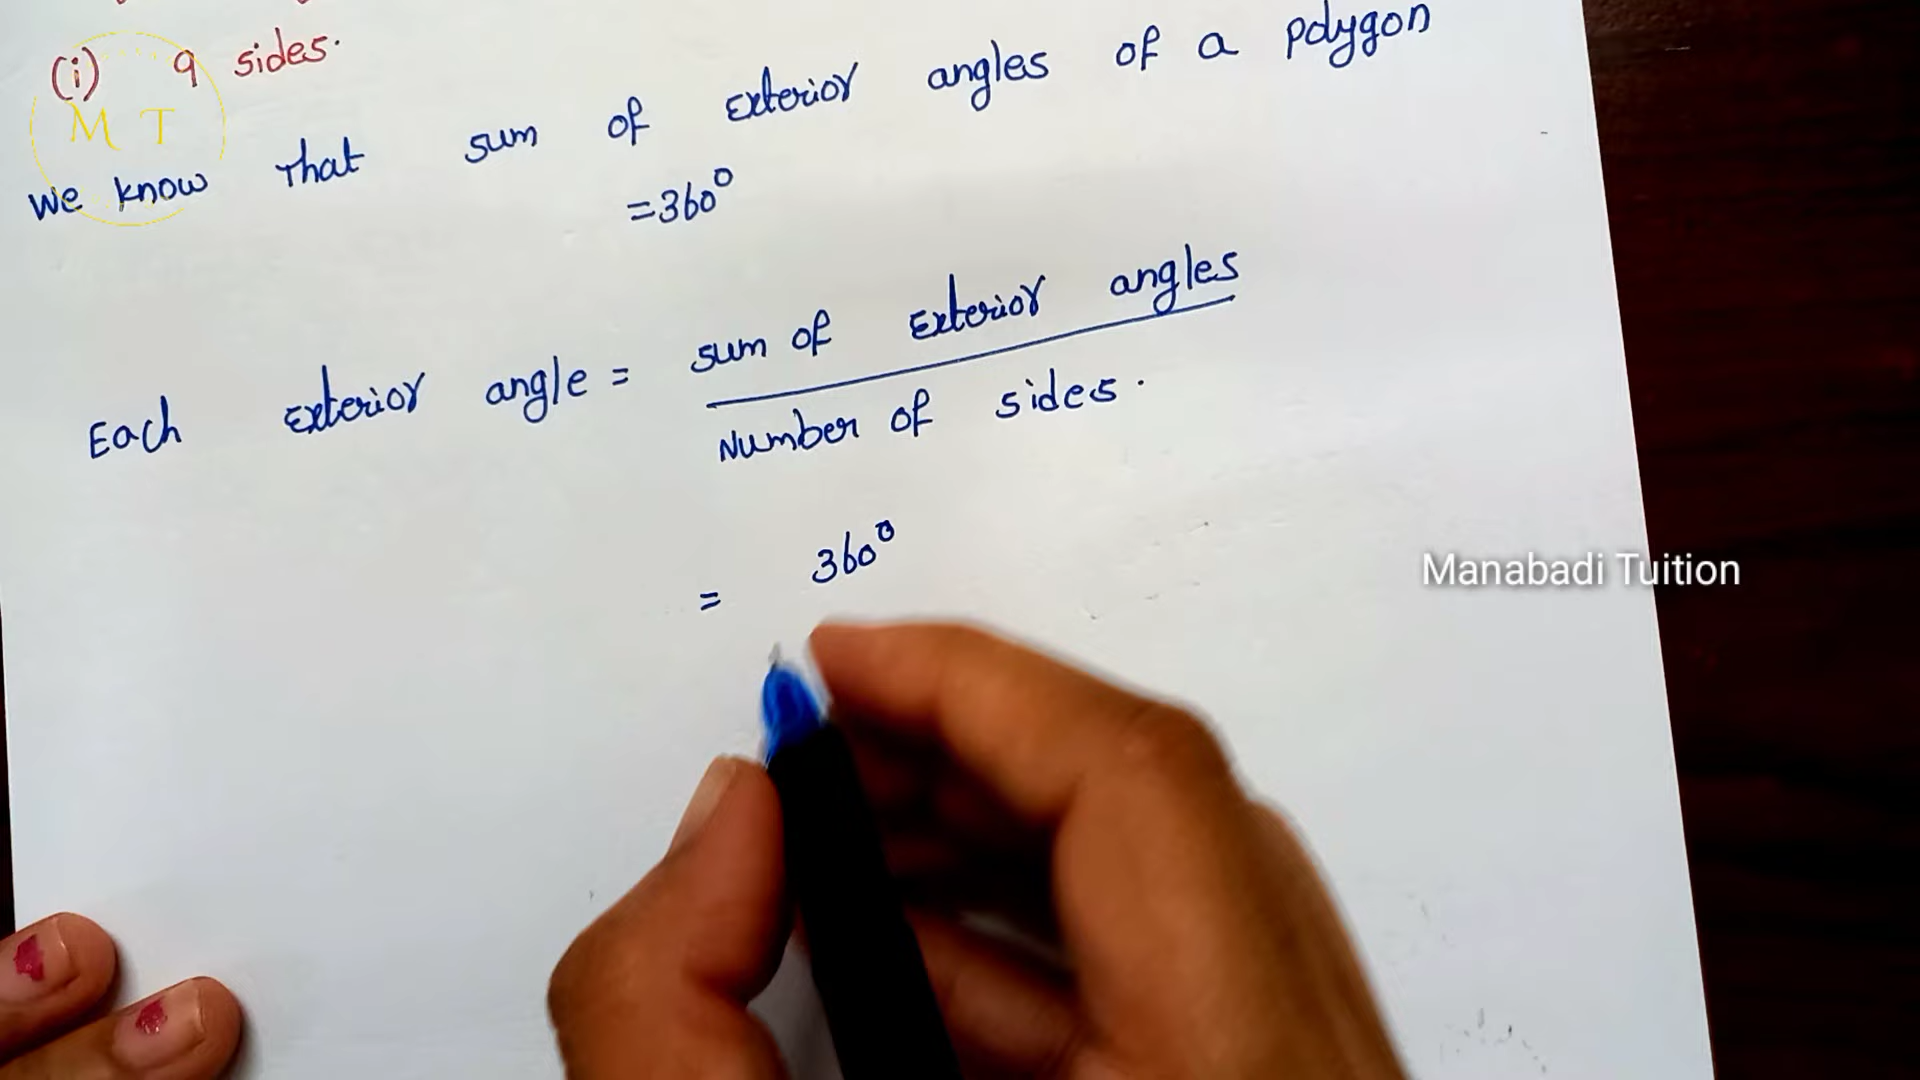 (i) 9 sides.
M T
we know that sum of exterior angles of a polygon
=360°
Each exterior angle = sum of exterior angles
Number of sides.
= 360°
Manabadi Tuition